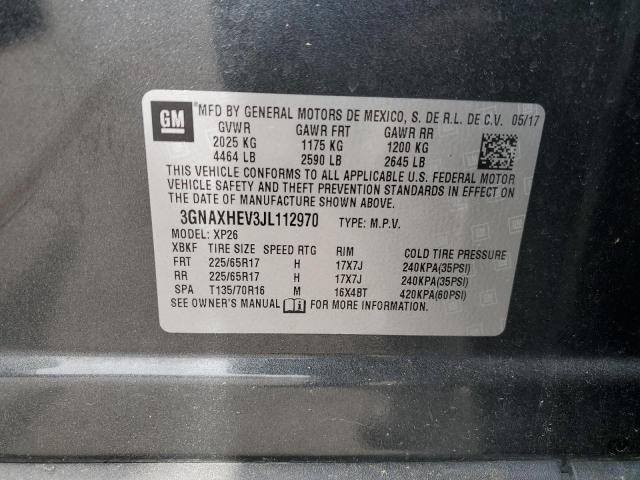 GM
MFD BY GENERAL MOTORS DE MEXICO, S. DE R.L. DE C.V. 05/17
GVWR GAWR FRT GAWR RR
2025 KG 1175 KG 1200 KG
4464 LB 2590 LB 2645 LB
THIS VEHICLE CONFORMS TO ALL APPLICABLE U.S. FEDERAL MOTOR
VEHICLE SAFETY AND THEFT PREVENTION STANDARDS IN EFFECT ON
THE DATE OF MANUFACTURE SHOWN ABOVE.
3GNAXHEV3JL112970 TYPE: M.P.V.
MODEL: XP26
XBKF TIRE SIZE SPEED RTG RIM COLD TIRE PRESSURE
FRT 225/65R17 H 17X7J 240KPA(35PSI)
RR 225/65R17 H 17X7J 240KPA(35PSI)
SPA T135/70R16 M 16X4BT 420KPA(60PSI)
SEE OWNER'S MANUAL FOR MORE INFORMATION